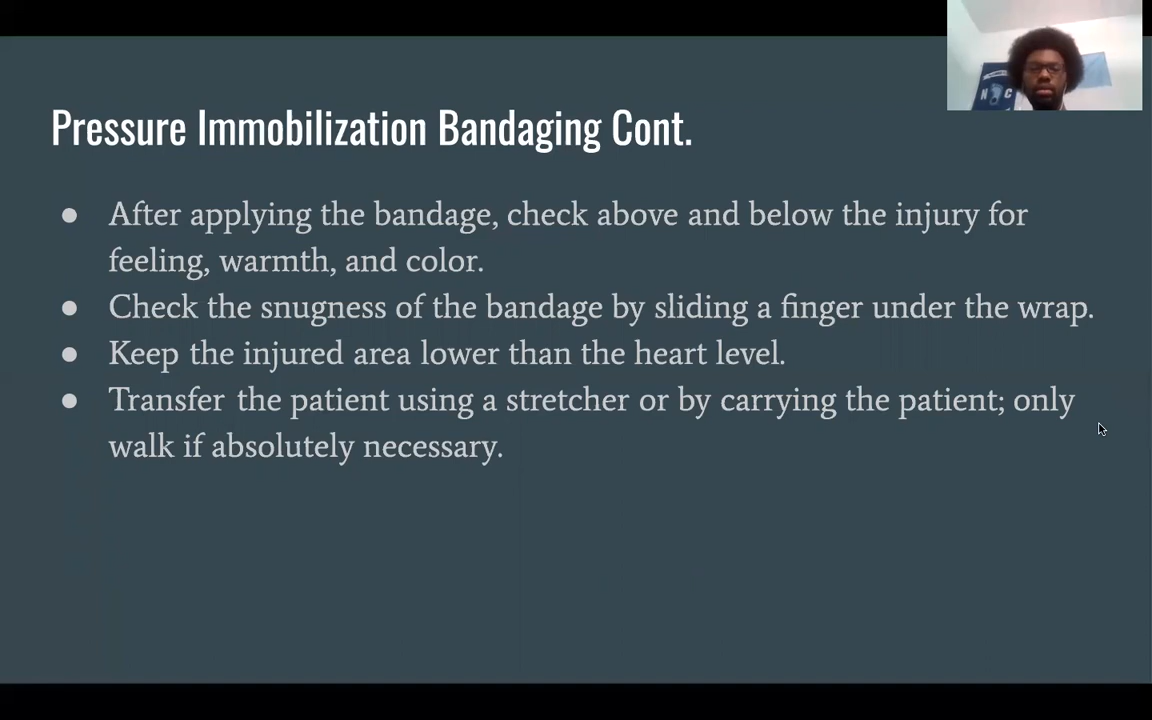 Pressure Immobilization Bandaging Cont.
● After applying the bandage, check above and below the injury for
feeling, warmth, and color.
● Check the snugness of the bandage by sliding a finger under the wrap.
● Keep the injured area lower than the heart level.
● Transfer the patient using a stretcher or by carrying the patient; only
walk if absolutely necessary.
N C